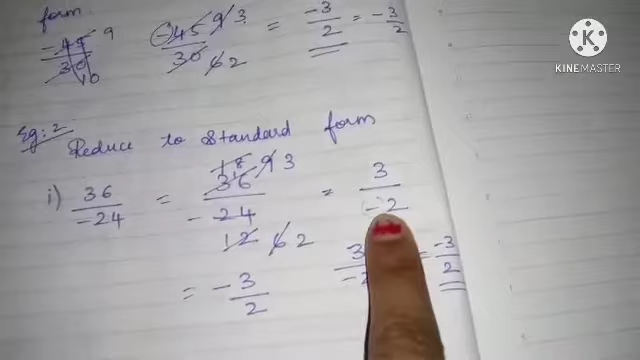 form.
-45/30 9 10 (-)45 9 3/30 6 2 = -3/2 = -3/2
Eg:2
Reduce to Standard form
i) 36/-24 = 36 18 9 3/-24 12 6 2 = 3/-2
= -3/2 3/-2 = -3/2
K
KINEMASTER